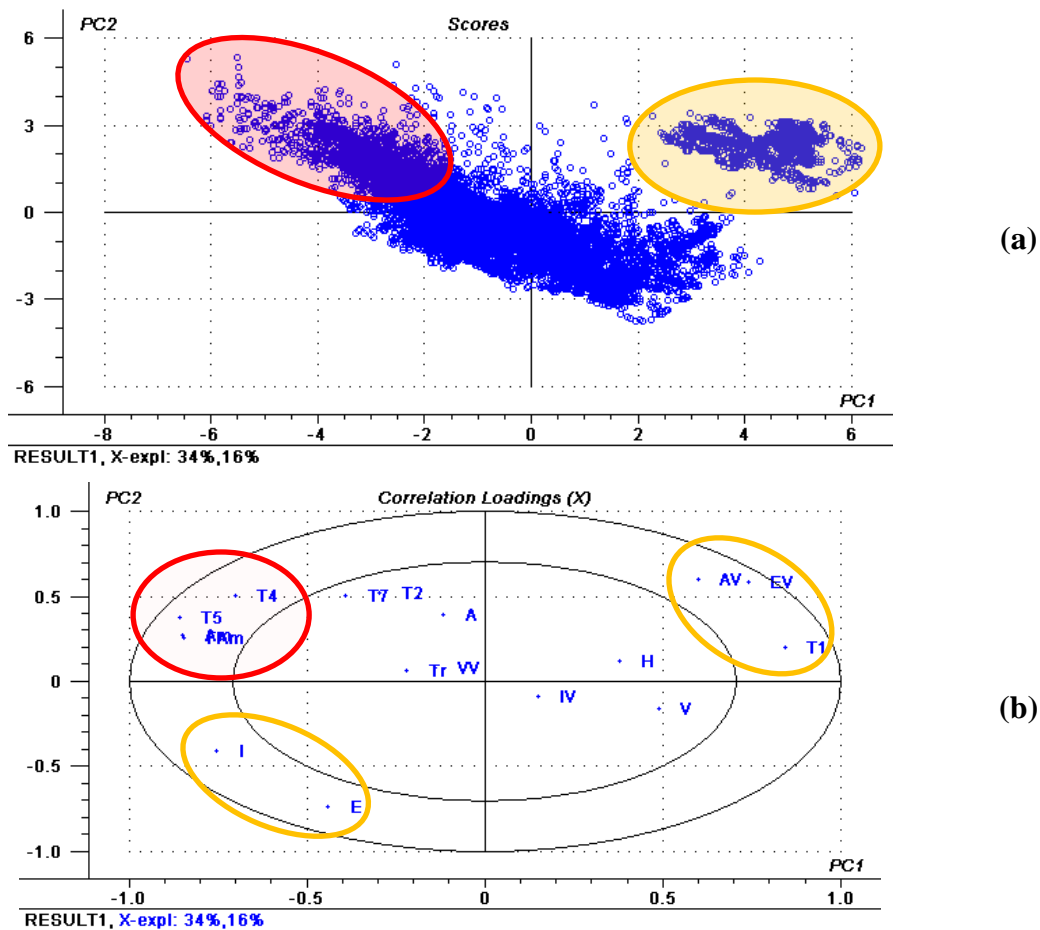 PC2 Scores
6
3
0
-3
-6
PC1
-8 -6 -4 -2 0 2 4 6
RESULT1, X-expl: 34%,16%
(a)
PC2 Correlation Loadings (X)
1.0
0.5
0
-0.5
-1.0
T4
T7
T2
T5
A
AV
EV
T1
Tr
VV
H
IV
V
I
E
PC1
-1.0 -0.5 0 0.5 1.0
RESULT1, X-expl: 34%,16%
(b)